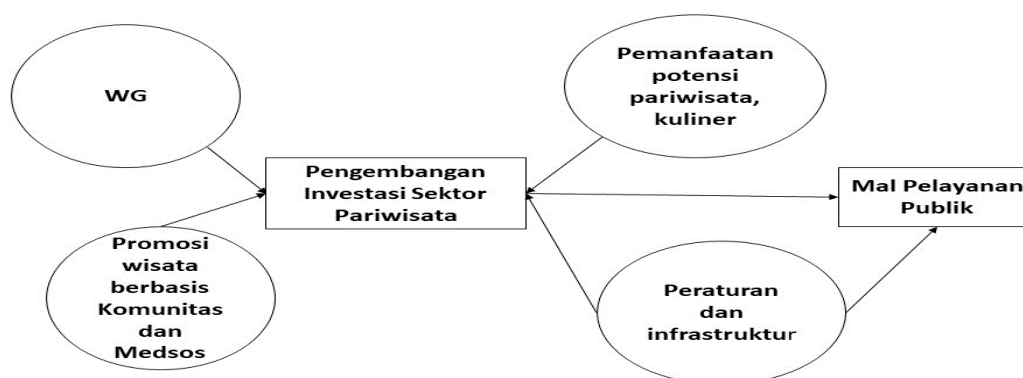 WG
Pemanfaatan
potensi
pariwisata,
kuliner
Pengembangan
Investasi Sektor
Pariwisata
Mal Pelayanan
Publik
Promosi
wisata
berbasis
Komunitas
dan
Medsos
Peraturan
dan
infrastruktur